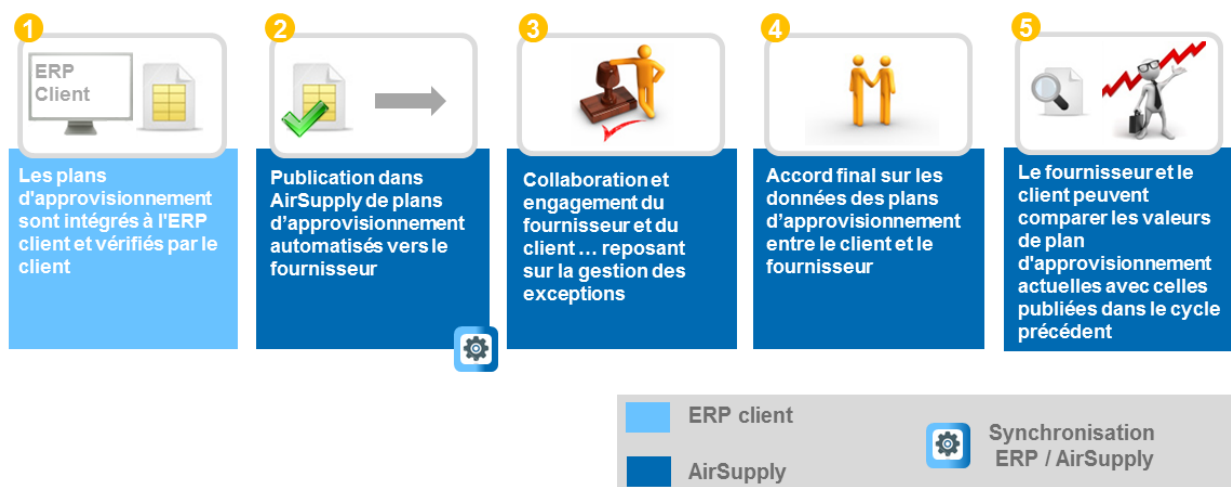 1
ERP
Client
Les plans
d'approvisionnement
sont intégrés à l'ERP
client et vérifiés par le
client
2
Publication dans
AirSupply de plans
d’approvisionnement
automatisés vers le
fournisseur
3
Collaboration et
engagement du
fournisseur et du
client ... reposant
sur la gestion des
exceptions
4
Accord final sur les
données des plans
d’approvisionnement
entre le client et le
fournisseur
5
Le fournisseur et le
client peuvent
comparer les valeurs
de plan
d'approvisionnement
actuelles avec celles
publiées dans le cycle
précédent
ERP client
AirSupply
Synchronisation
ERP / AirSupply